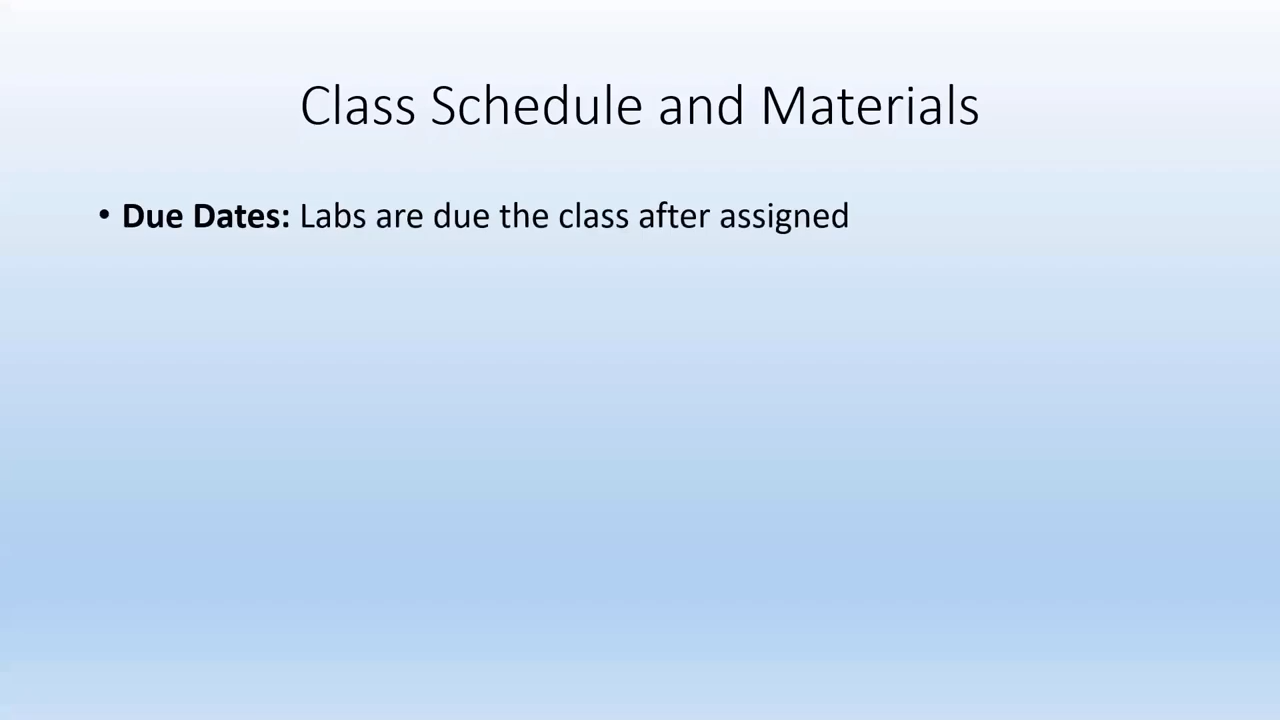 Class Schedule and Materials
• Due Dates: Labs are due the class after assigned